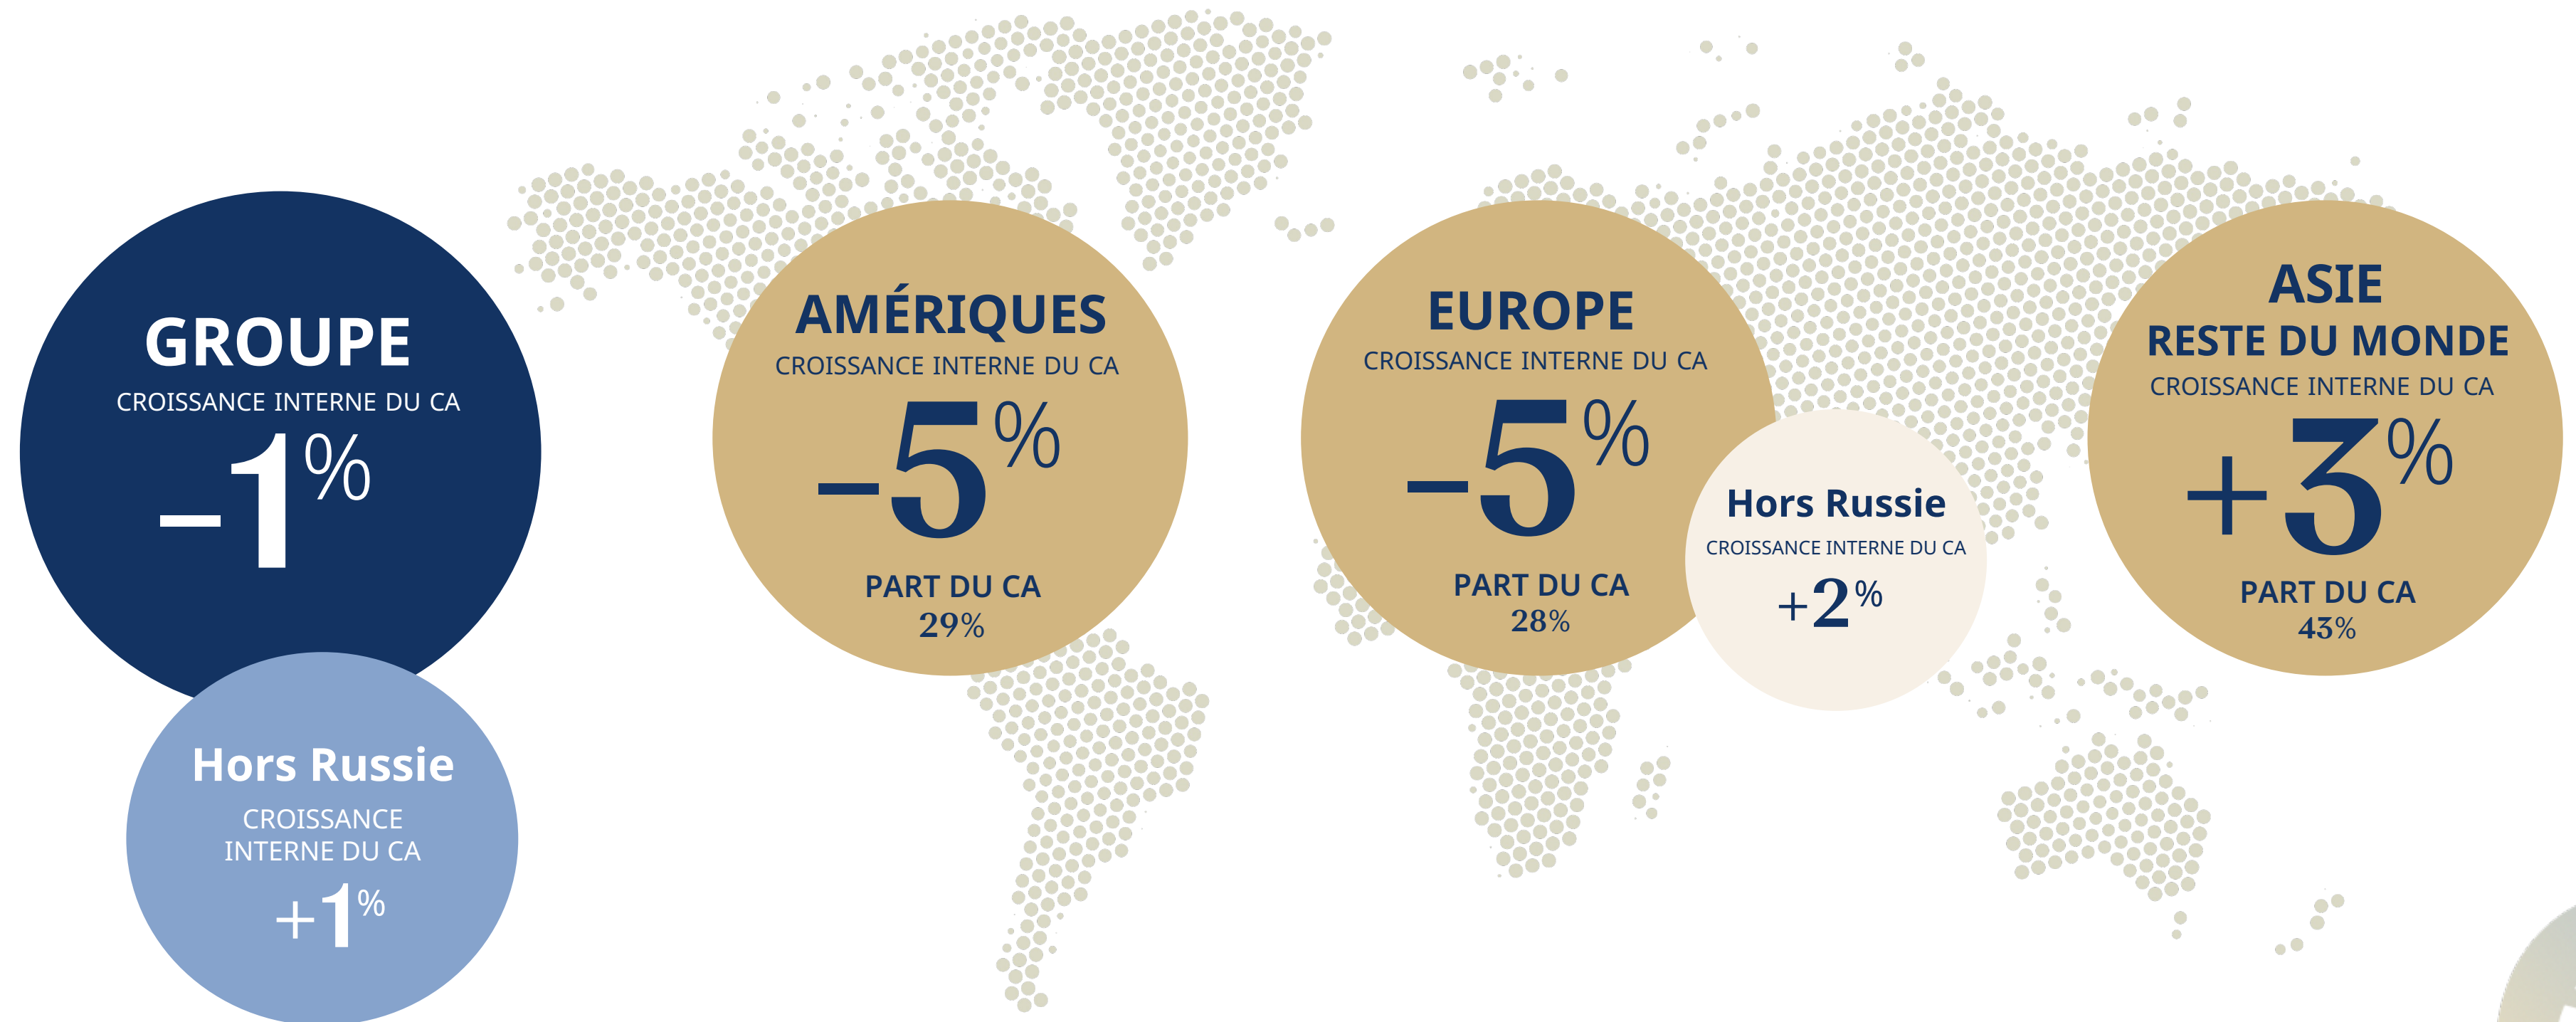 GROUPE
CROISSANCE INTERNE DU CA
–1%
Hors Russie
CROISSANCE
INTERNE DU CA
+1%
AMÉRIQUES
CROISSANCE INTERNE DU CA
–5%
PART DU CA
29%
EUROPE
CROISSANCE INTERNE DU CA
–5%
PART DU CA
28%
Hors Russie
CROISSANCE INTERNE DU CA
+2%
ASIE
RESTE DU MONDE
CROISSANCE INTERNE DU CA
+3%
PART DU CA
43%